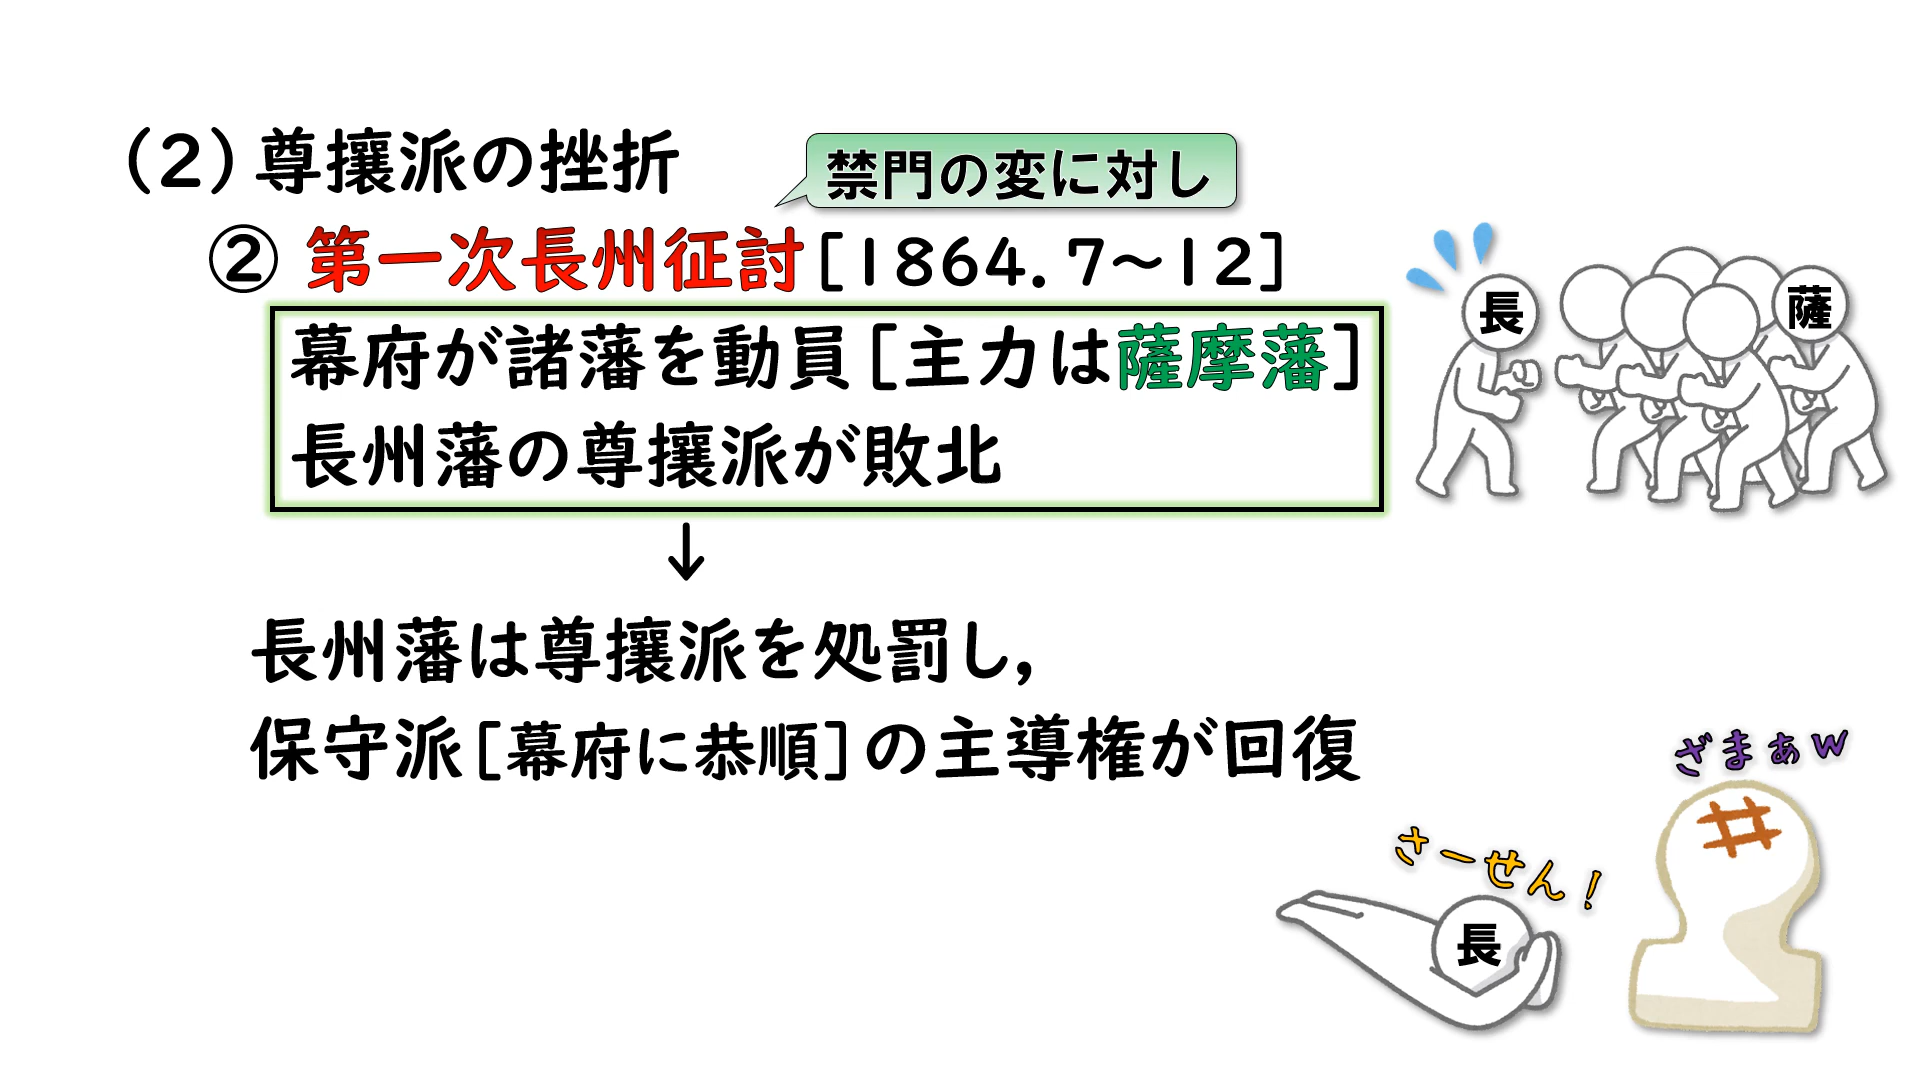 (2)尊攘派の挫折
禁門の変に対し
② 第一次長州征討[1864.7～12]
幕府が諸藩を動員[主力は薩摩藩]
長州藩の尊攘派が敗北
長
薩
↓
長州藩は尊攘派を処罰し,
保守派[幕府に恭順]の主導権が回復
ざまぁw
さーせん!
長